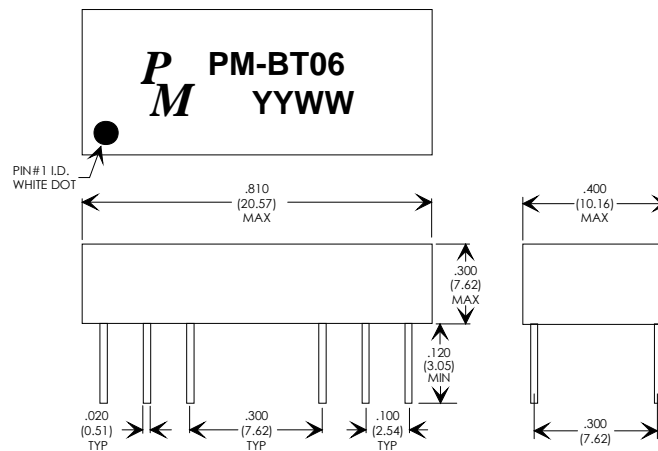 P
M
PM-BT06
YYWW
PIN#1 I.D.
WHITE DOT
.810
(20.57)
MAX
.400
(10.16)
MAX
.300
(7.62)
MAX
.120
(3.05)
MIN
.020
(0.51)
TYP
.300
(7.62)
TYP
.100
(2.54)
TYP
.300
(7.62)